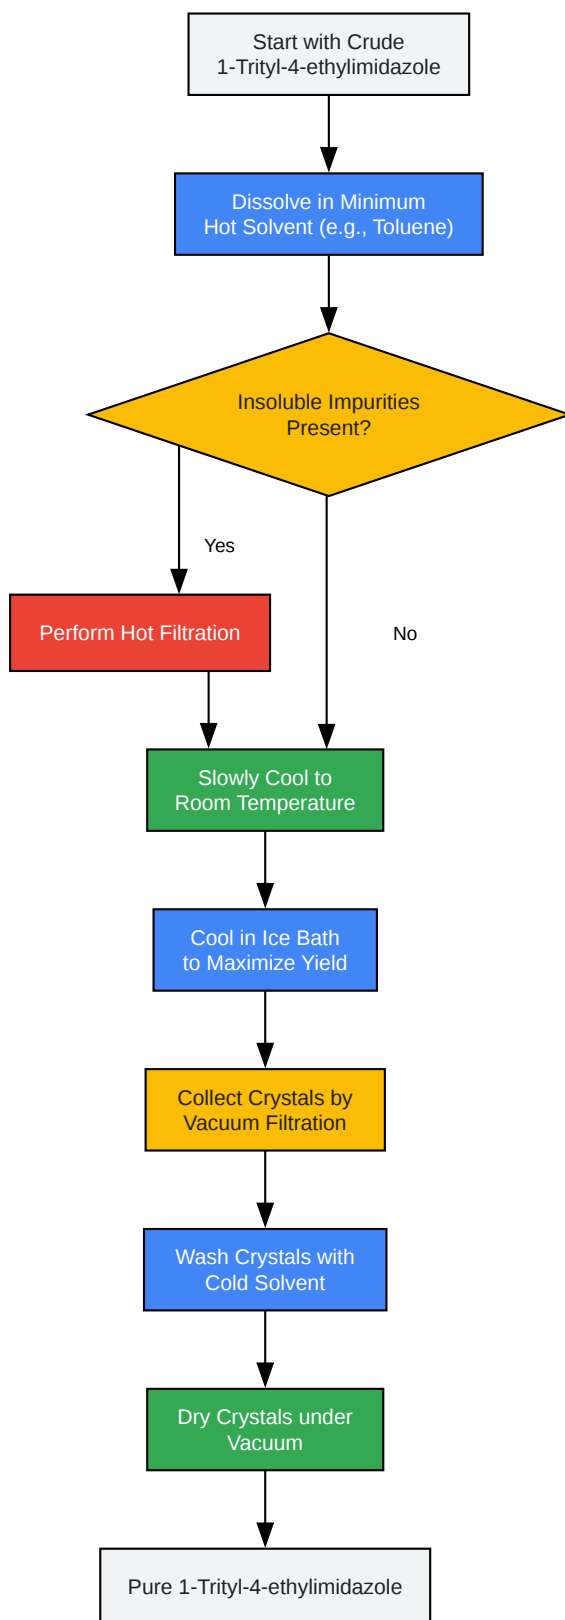 Start with Crude
1-Trityl-4-ethylimidazole
Dissolve in Minimum
Hot Solvent (e.g., Toluene)
Insoluble Impurities
Present?
Yes
Perform Hot Filtration
No
Slowly Cool to
Room Temperature
Cool in Ice Bath
to Maximize Yield
Collect Crystals by
Vacuum Filtration
Wash Crystals with
Cold Solvent
Dry Crystals under
Vacuum
Pure 1-Trityl-4-ethylimidazole